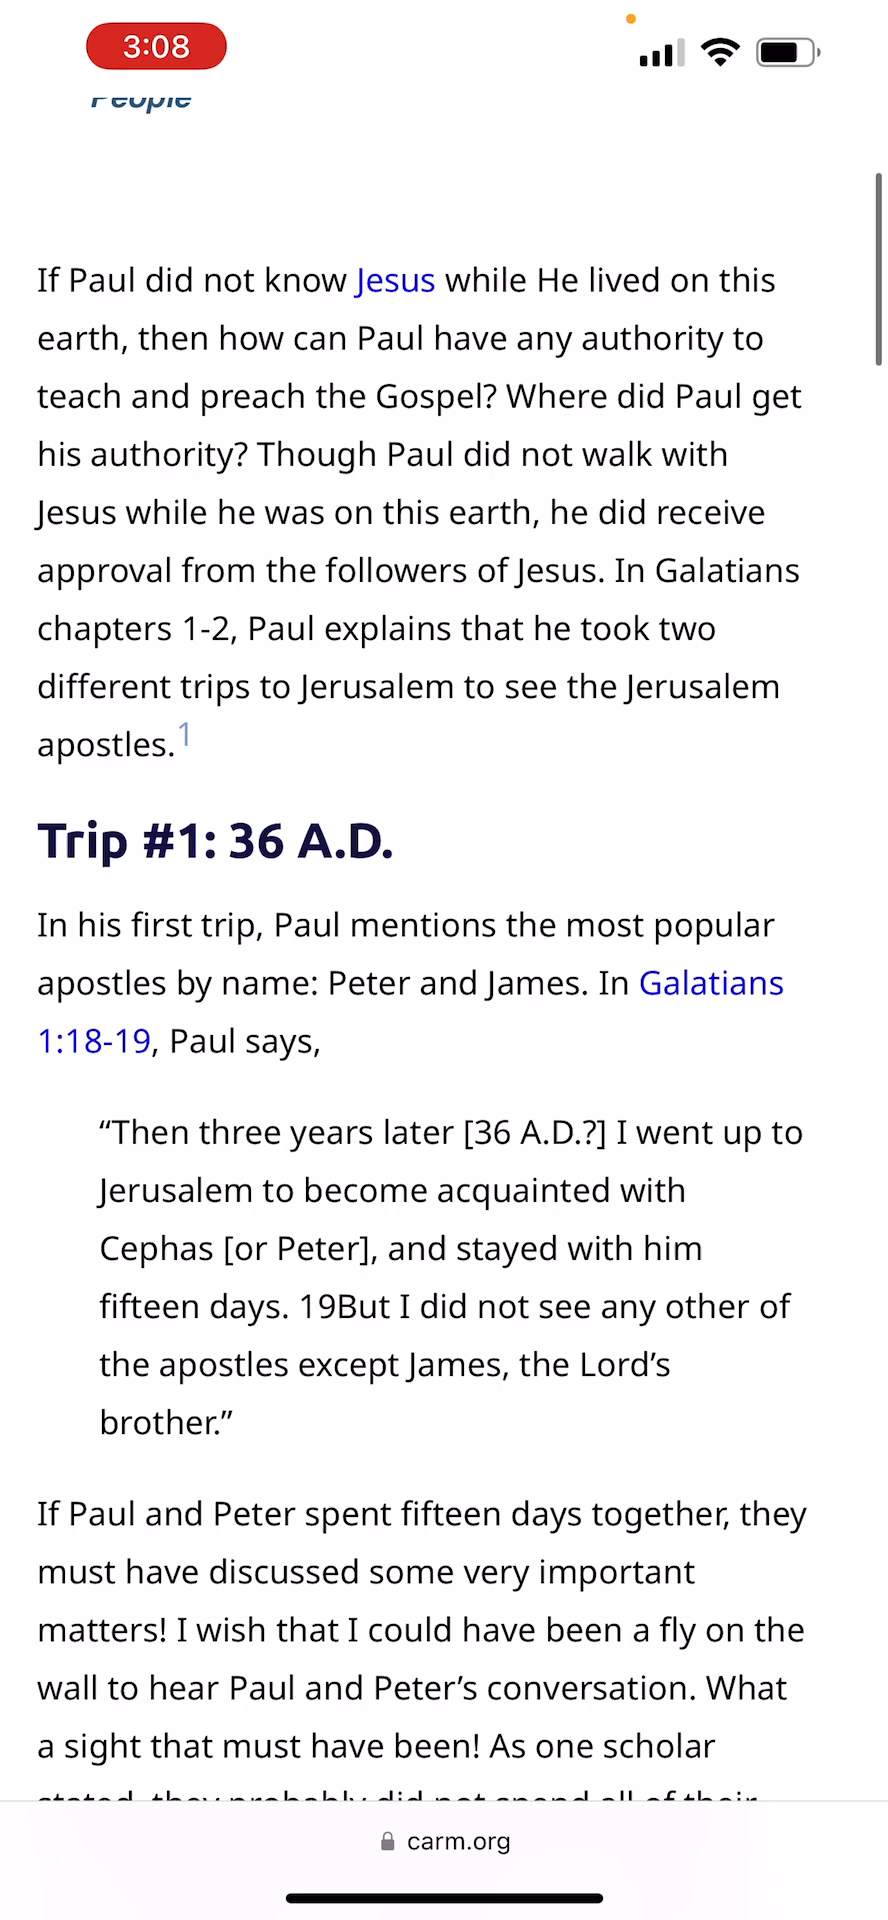 3:08
People
If Paul did not know Jesus while He lived on this
earth, then how can Paul have any authority to
teach and preach the Gospel? Where did Paul get
his authority? Though Paul did not walk with
Jesus while he was on this earth, he did receive
approval from the followers of Jesus. In Galatians
chapters 1-2, Paul explains that he took two
different trips to Jerusalem to see the Jerusalem
apostles.1
Trip #1: 36 A.D.
In his first trip, Paul mentions the most popular
apostles by name: Peter and James. In Galatians
1:18-19, Paul says,
“Then three years later [36 A.D.?] I went up to
Jerusalem to become acquainted with
Cephas [or Peter], and stayed with him
fifteen days. 19But I did not see any other of
the apostles except James, the Lord’s
brother.”
If Paul and Peter spent fifteen days together, they
must have discussed some very important
matters! I wish that I could have been a fly on the
wall to hear Paul and Peter’s conversation. What
a sight that must have been! As one scholar
stated, they probably did not spend all of their
carm.org